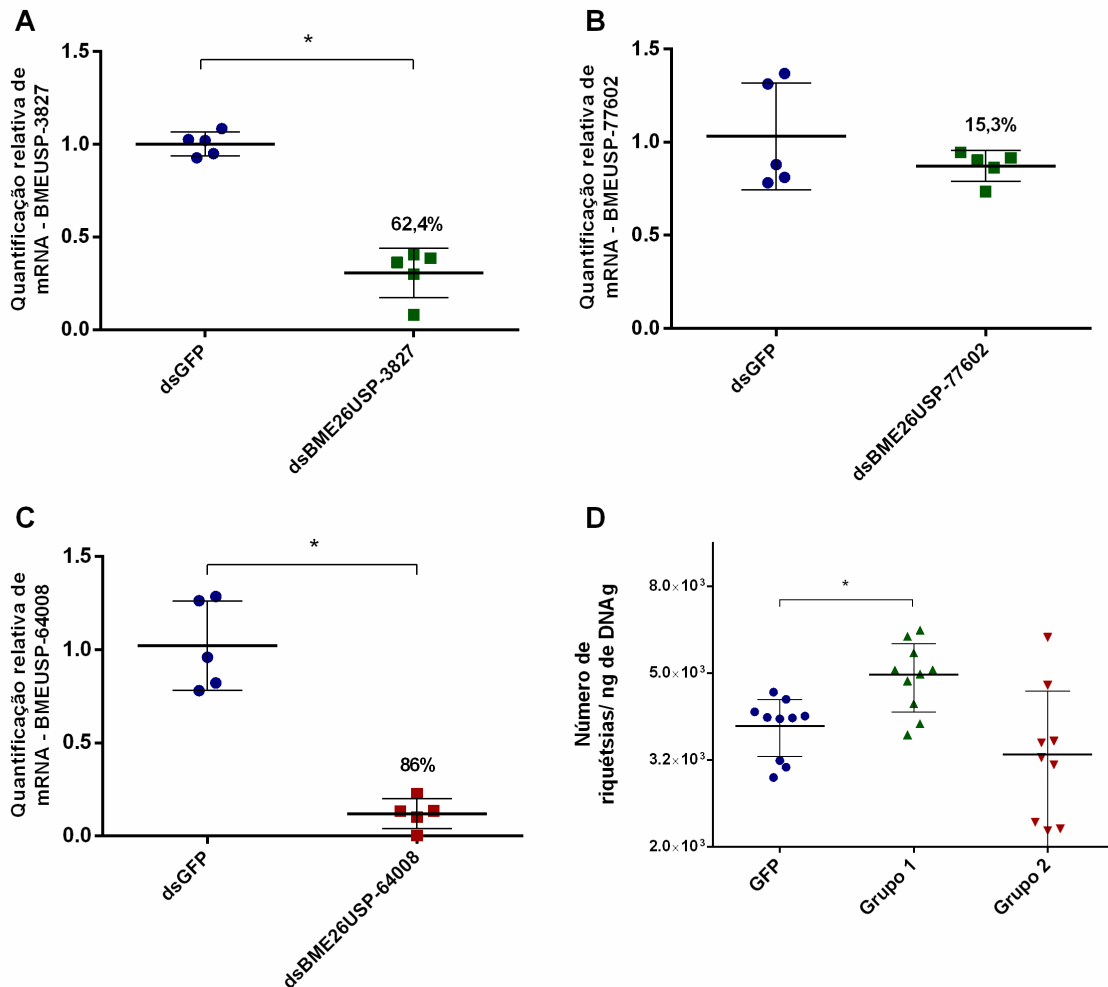 A
Quantificação relativa de
mRNA - BMEUSP-3827
1.5
1.0
0.5
0.0
*
62,4%
dsGFP
dsBME26USP-3827
B
Quantificação relativa de
mRNA - BMEUSP-77602
1.5
1.0
0.5
0.0
15,3%
dsGFP
dsBME26USP-77602
C
Quantificação relativa de
mRNA - BMEUSP-64008
1.5
1.0
0.5
0.0
*
86%
dsGFP
dsBME26USP-64008
D
Número de
riquétsias/ ng de DNAg
8.0×10³
5.0×10³
3.2×10³
2.0×10³
*
GFP
Grupo 1
Grupo 2